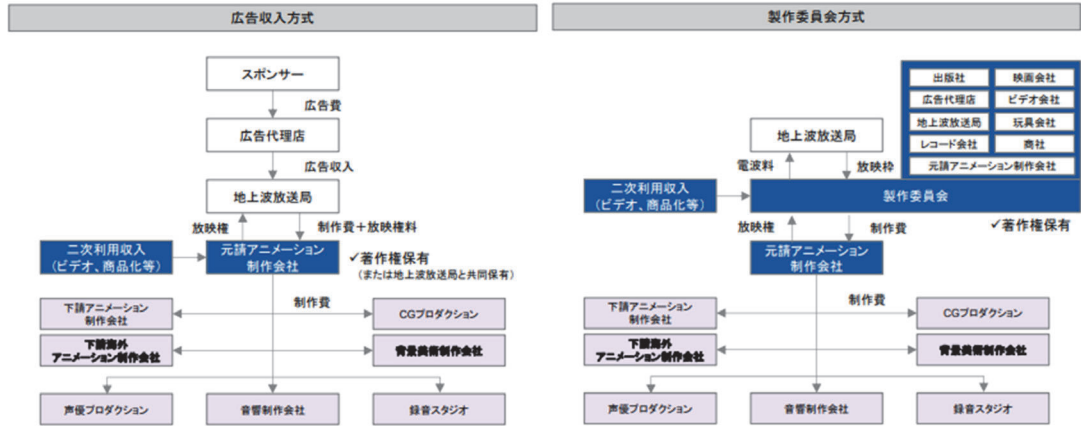 広告収入方式
スポンサー
広告費
広告代理店
広告収入
地上波放送局
放映権
制作費＋放映権料
二次利用収入
（ビデオ、商品化等）
元請アニメーション
制作会社
✓著作権保有
（または地上波放送局と共同保有）
制作費
下請アニメーション
制作会社
CGプロダクション
下請海外
アニメーション制作会社
背景美術制作会社
声優プロダクション
音響制作会社
録音スタジオ
製作委員会方式
出版社
映画会社
広告代理店
ビデオ会社
地上波放送局
玩具会社
レコード会社
商社
元請アニメーション制作会社
地上波放送局
電波料
放映枠
二次利用収入
（ビデオ、商品化等）
製作委員会
✓著作権保有
放映権
制作費
元請アニメーション
制作会社
制作費
下請アニメーション
制作会社
CGプロダクション
下請海外
アニメーション制作会社
背景美術制作会社
声優プロダクション
音響制作会社
録音スタジオ